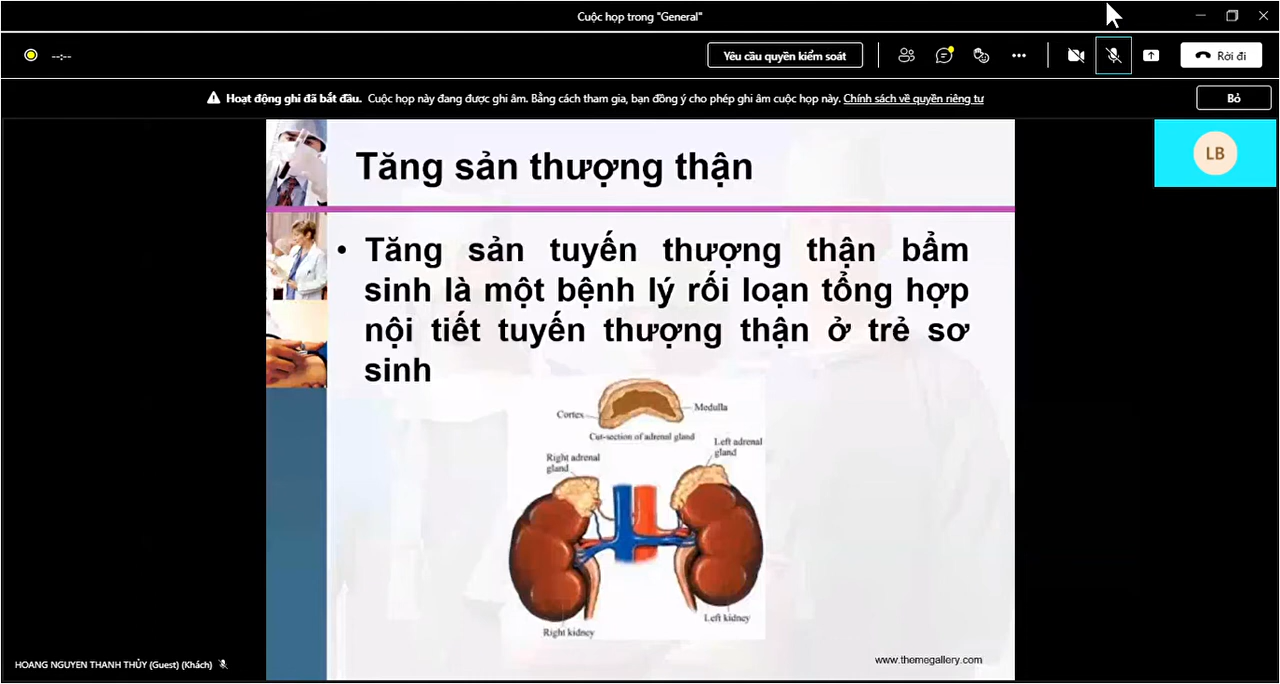 Cuộc họp trong "General"
--:--
Yêu cầu quyền kiểm soát
Rời đi
Hoạt động ghi đã bắt đầu. Cuộc họp này đang được ghi âm. Bằng cách tham gia, bạn đồng ý cho phép ghi âm cuộc họp này. Chính sách về quyền riêng tư
Bỏ
LB
Tăng sản thượng thận
• Tăng sản tuyến thượng thận bẩm
sinh là một bệnh lý rối loạn tổng hợp
nội tiết tuyến thượng thận ở trẻ sơ
sinh
Cortex
Medulla
Cut-section of adrenal gland
Right adrenal
gland
Left adrenal
gland
Right kidney
Left kidney
www.themegallery.com
HOANG NGUYEN THANH THỦY (Guest) (Khách)